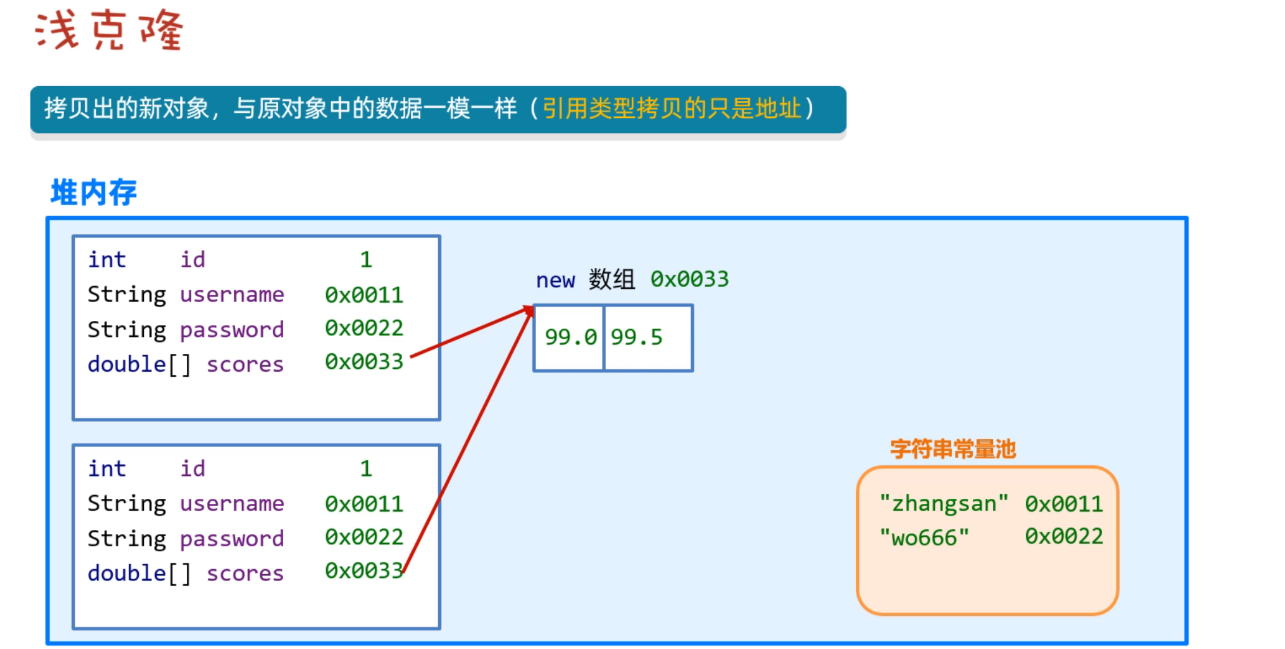 浅克隆
拷贝出的新对象，与原对象中的数据一模一样（引用类型拷贝的只是地址）
堆内存
int id 1
String username 0x0011
String password 0x0022
double[] scores 0x0033
new 数组 0x0033
99.0 99.5
int id 1
String username 0x0011
String password 0x0022
double[] scores 0x0033
字符串常量池
"zhangsan" 0x0011
"wo666" 0x0022